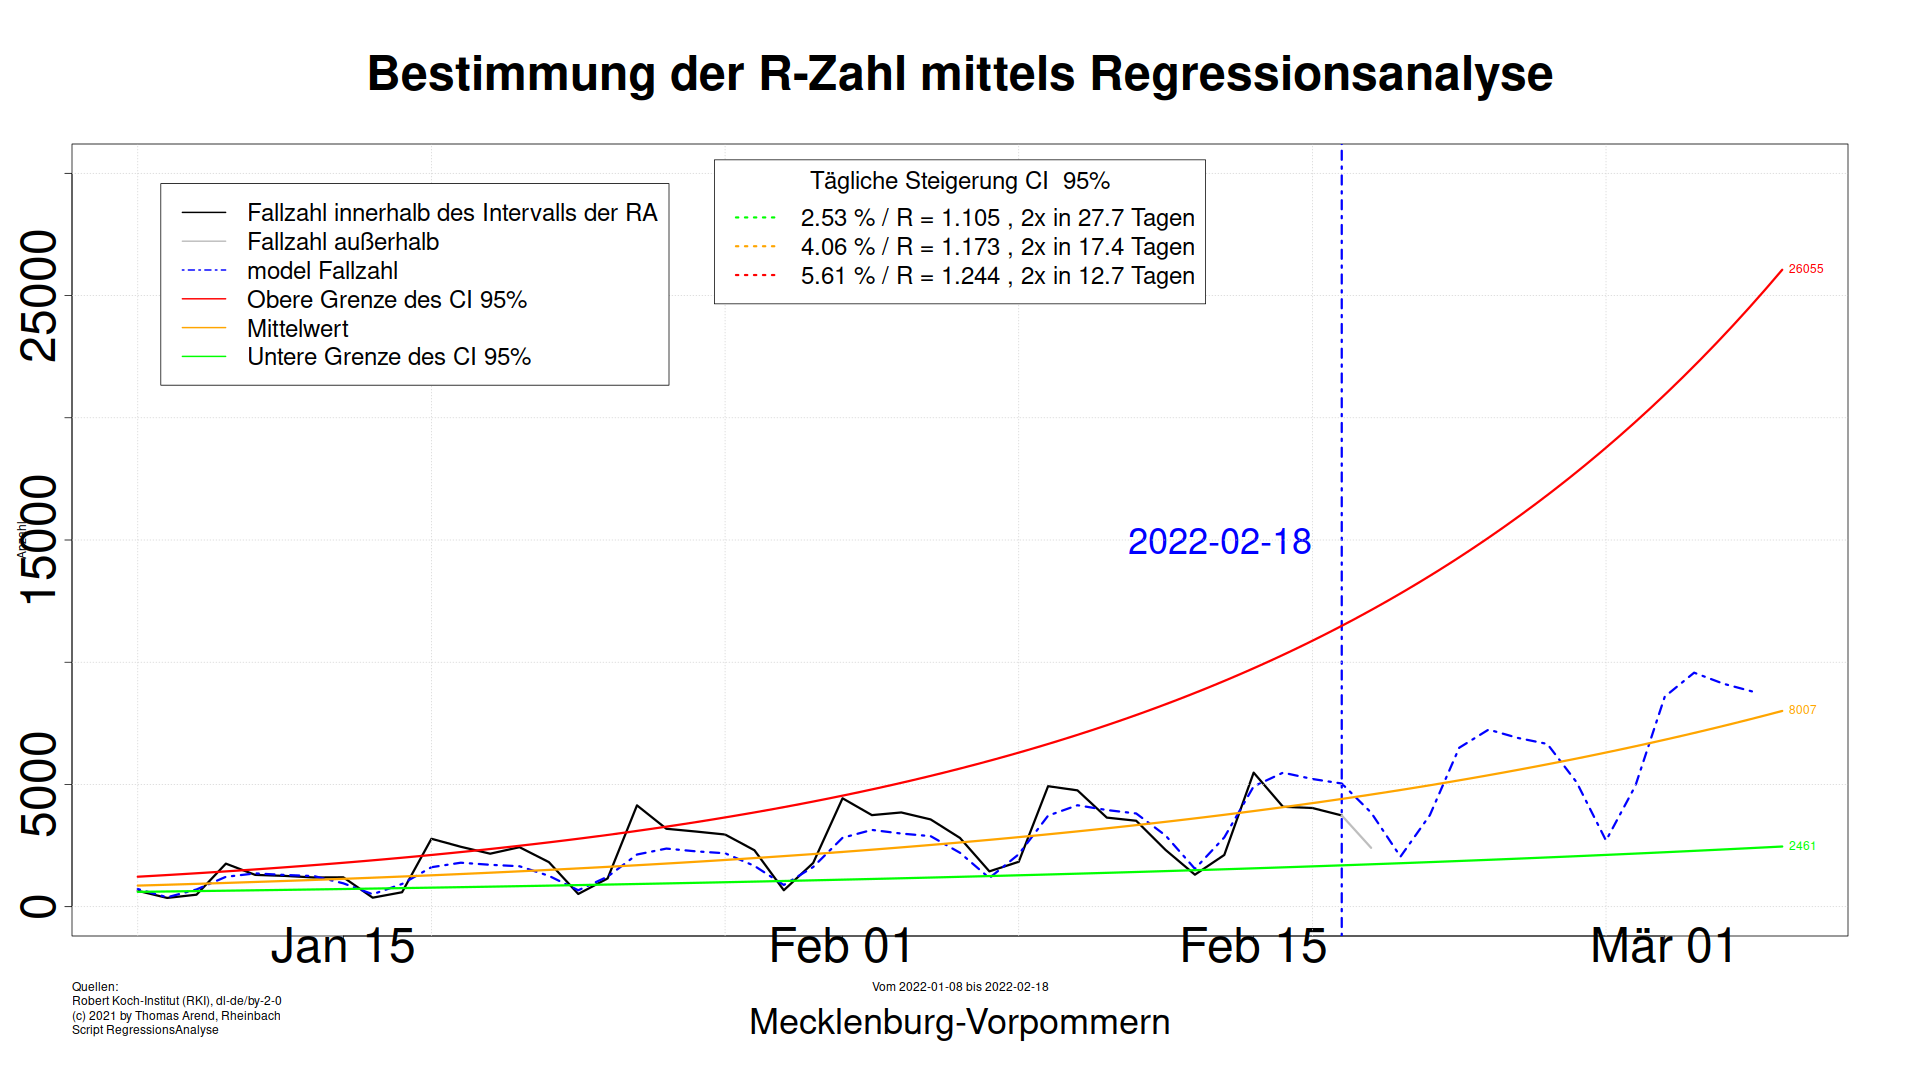 Bestimmung der R-Zahl mittels Regressionsanalyse
Fallzahl innerhalb des Intervalls der RA
Fallzahl außerhalb
model Fallzahl
Obere Grenze des CI 95%
Mittelwert
Untere Grenze des CI 95%
Tägliche Steigerung CI  95%
2.53 % / R = 1.105 , 2x in 27.7 Tagen
4.06 % / R = 1.173 , 2x in 17.4 Tagen
5.61 % / R = 1.244 , 2x in 12.7 Tagen
25000
15000
5000
0
Anzahl
2022-02-18
26055
8007
2461
Jan 15
Feb 01
Feb 15
Mär 01
Quellen:
Robert Koch-Institut (RKI), dl-de/by-2-0
(c) 2021 by Thomas Arend, Rheinbach
Script RegressionsAnalyse
Vom 2022-01-08 bis 2022-02-18
Mecklenburg-Vorpommern